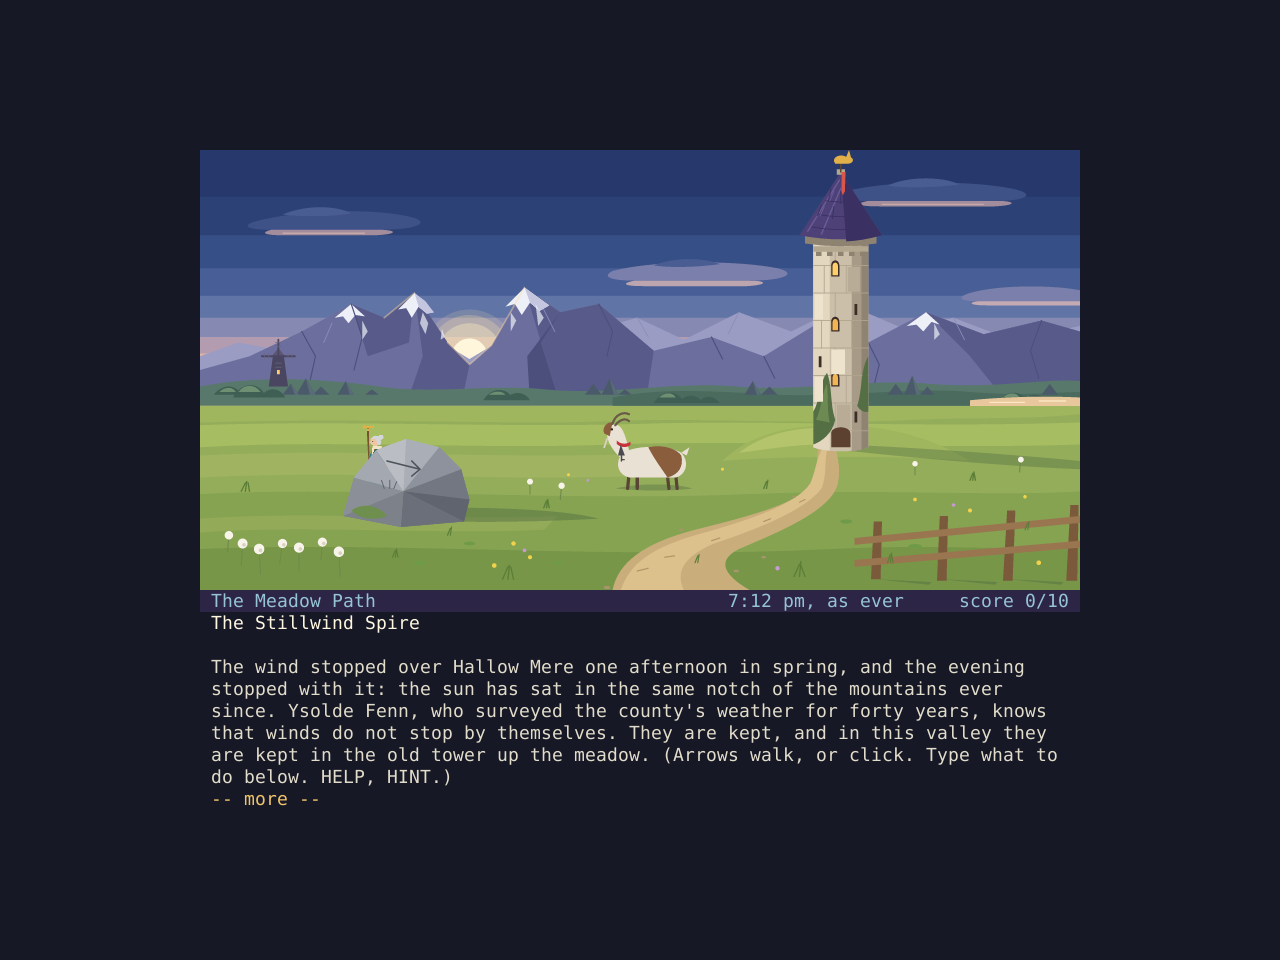 The Meadow Path 7:12 pm, as ever score 0/10
The Stillwind Spire
The wind stopped over Hallow Mere one afternoon in spring, and the evening
stopped with it: the sun has sat in the same notch of the mountains ever
since. Ysolde Fenn, who surveyed the county's weather for forty years, knows
that winds do not stop by themselves. They are kept, and in this valley they
are kept in the old tower up the meadow. (Arrows walk, or click. Type what to
do below. HELP, HINT.)
-- more --